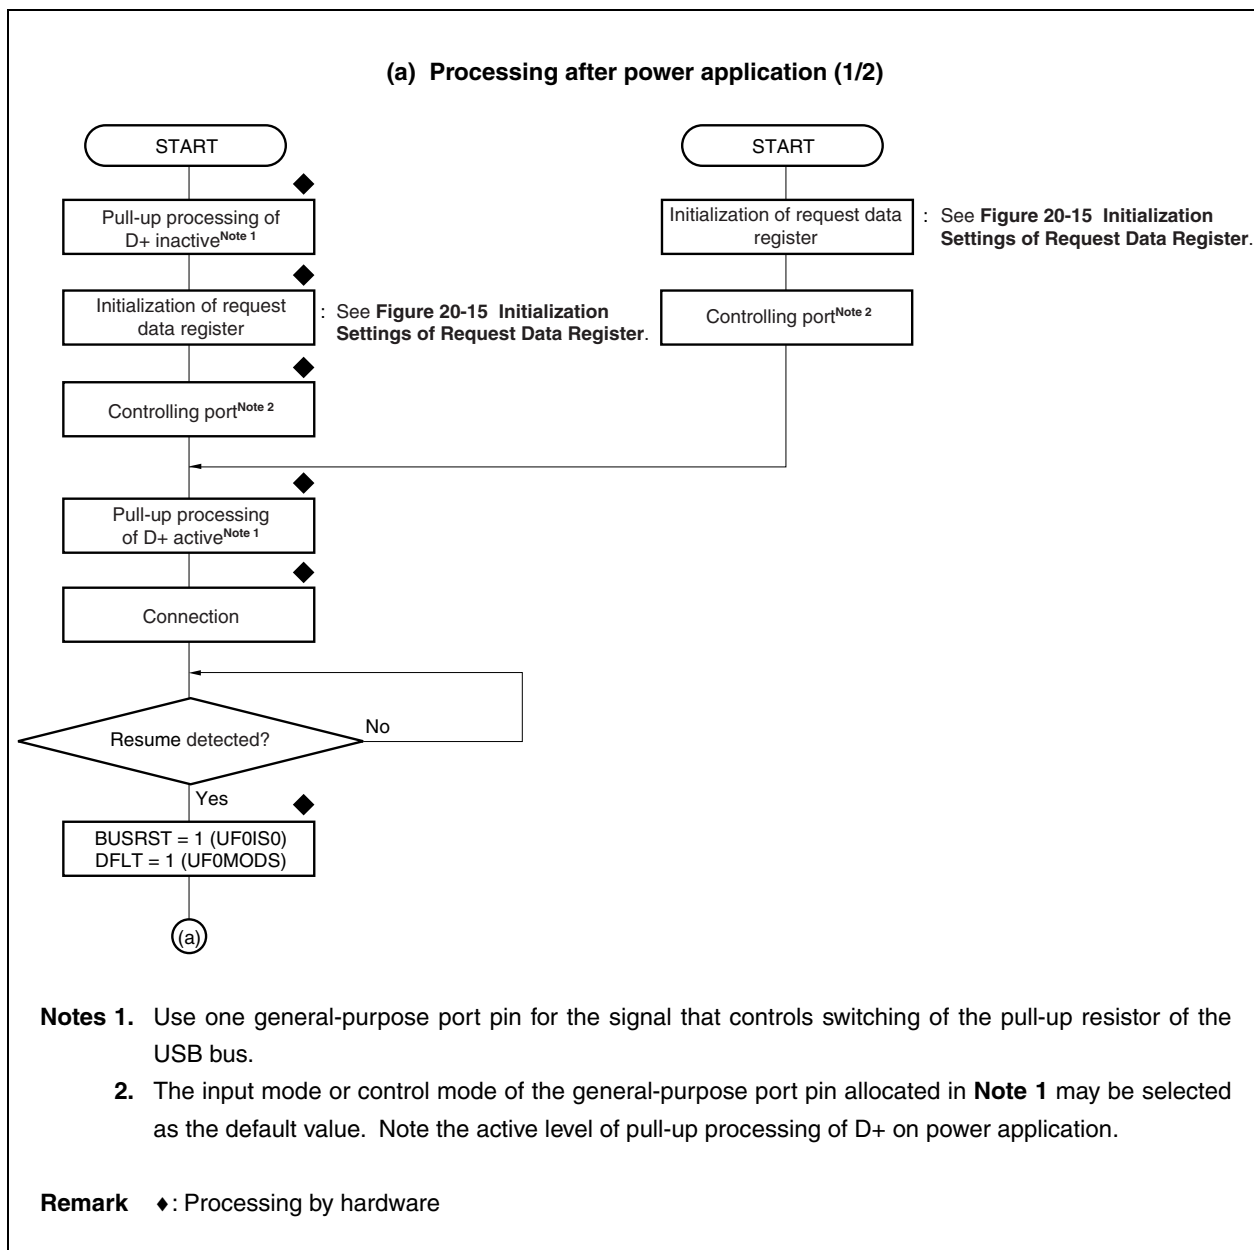 (a) Processing after power application (1/2)
START
Pull-up processing of
D+ inactiveNote 1
Initialization of request
data register
: See Figure 20-15 Initialization
Settings of Request Data Register.
Controlling portNote 2
START
Initialization of request data
register
: See Figure 20-15 Initialization
Settings of Request Data Register.
Controlling portNote 2
Pull-up processing
of D+ activeNote 1
Connection
Resume detected?
No
Yes
BUSRST = 1 (UF0IS0)
DFLT = 1 (UF0MODS)
(a)
Notes 1. Use one general-purpose port pin for the signal that controls switching of the pull-up resistor of the
USB bus.
2. The input mode or control mode of the general-purpose port pin allocated in Note 1 may be selected
as the default value. Note the active level of pull-up processing of D+ on power application.
Remark ♦: Processing by hardware